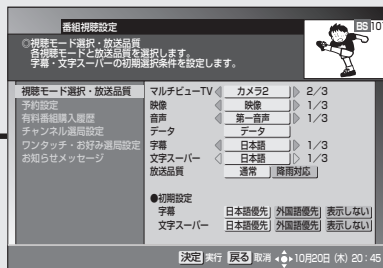 番組視聴設定
BS 10
◎視聴モード選択・放送品質
各視聴モードと放送品質を選択します。
字幕・文字スーパーの初期選択条件を設定します。
視聴モード選択・放送品質
予約設定
有料番組購入履歴
チャンネル選局設定
ワンタッチ・お好み選局設定
お知らせメッセージ
マルチビューTV カメラ2 2/3
映像 映像 1/3
音声 第一音声 1/3
データ データ
字幕 日本語 1/3
文字スーパー 日本語 1/3
放送品質 通常 降雨対応
●初期設定
字幕 日本語優先 外国語優先 表示しない
文字スーパー 日本語優先 外国語優先 表示しない
決定 実行 戻る 取消 10月20日 (木) 20:45